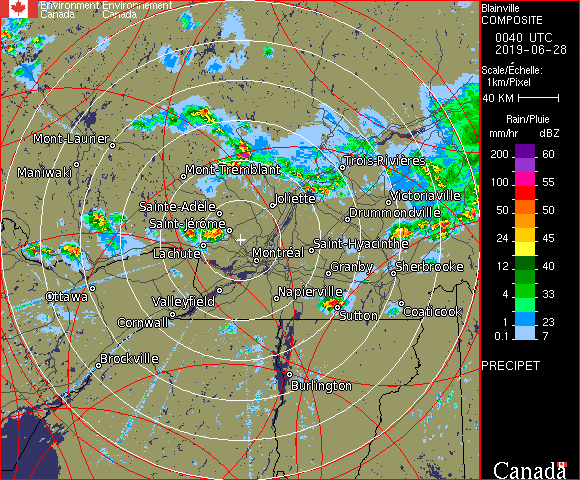 Environment Environnement
Canada Canada
Blainville
COMPOSITE
0040 UTC
2019-06-28
Scale/Échelle:
1km/Pixel
40 KM
Rain/Pluie
mm/hr dBZ
200 60
100 55
50 50
24 45
12 40
4 33
1 23
0.1 7
PRECIPET
Canada
Mont-Laurier
Maniwaki
Mont-Tremblant
Trois-Rivières
Sainte-Adèle
Joliette
Victoriaville
Drummondville
Saint-Jérôme
Lachute
Montréal
Saint-Hyacinthe
Granby
Sherbrooke
Ottawa
Valleyfield
Napierville
Cornwall
Sutton
Coaticook
Brockville
Burlington